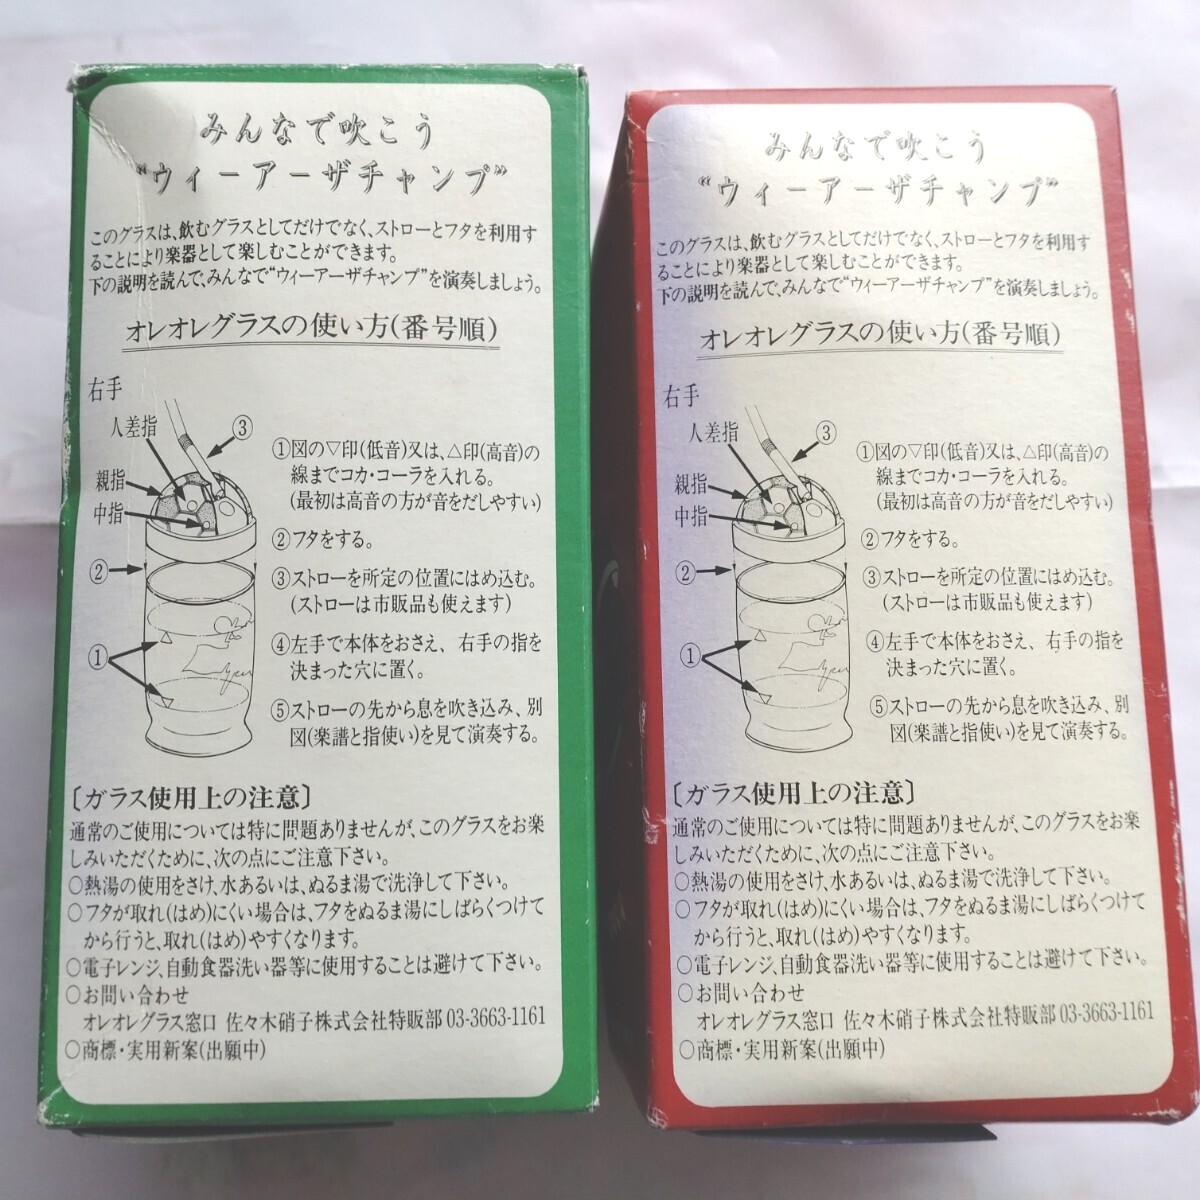 みんなで吹こう
“ウィーアーザチャンプ”
このグラスは、飲むグラスとしてだけでなく、ストローとフタを利用す
ることにより楽器として楽しむことができます。
下の説明を読んで、みんなで“ウィーアーザチャンプ”を演奏しましょう。
オレオレグラスの使い方(番号順)
右手
人差指
親指
中指
③
②
①
①図の▽印(低音)又は、△印(高音)の
線までコカ・コーラを入れる。
(最初は高音の方が音をだしやすい)
②フタをする。
③ストローを所定の位置にはめ込む。
(ストローは市販品も使えます)
④左手で本体をおさえ、右手の指を
決まった穴に置く。
⑤ストローの先から息を吹き込み、別
図(楽譜と指使い)を見て演奏する。
〔ガラス使用上の注意〕
通常のご使用については特に問題ありませんが、このグラスをお楽
しみいただくために、次の点にご注意下さい。
○熱湯の使用をさけ、水あるいは、ぬるま湯で洗浄して下さい。
○フタが取れ(はめ)にくい場合は、フタをぬるま湯にしばらくつけて
から行うと、取れ(はめ)やすくなります。
○電子レンジ、自動食器洗い器等に使用することは避けて下さい。
○お問い合わせ
オレオレグラス窓口 佐々木硝子株式会社特販部 03-3663-1161
○商標・実用新案(出願中)
みんなで吹こう
“ウィーアーザチャンプ”
このグラスは、飲むグラスとしてだけでなく、ストローとフタを利用す
ることにより楽器として楽しむことができます。
下の説明を読んで、みんなで“ウィーアーザチャンプ”を演奏しましょう。
オレオレグラスの使い方(番号順)
右手
人差指
親指
中指
③
②
①
①図の▽印(低音)又は、△印(高音)の
線までコカ・コーラを入れる。
(最初は高音の方が音をだしやすい)
②フタをする。
③ストローを所定の位置にはめ込む。
(ストローは市販品も使えます)
④左手で本体をおさえ、右手の指を
決まった穴に置く。
⑤ストローの先から息を吹き込み、別
図(楽譜と指使い)を見て演奏する。
〔ガラス使用上の注意〕
通常のご使用については特に問題ありませんが、このグラスをお楽
しみいただくために、次の点にご注意下さい。
○熱湯の使用をさけ、水あるいは、ぬるま湯で洗浄して下さい。
○フタが取れ(はめ)にくい場合は、フタをぬるま湯にしばらくつけて
から行うと、取れ(はめ)やすくなります。
○電子レンジ、自動食器洗い器等に使用することは避けて下さい。
○お問い合わせ
オレオレグラス窓口 佐々木硝子株式会社特販部 03-3663-1161
○商標・実用新案(出願中)